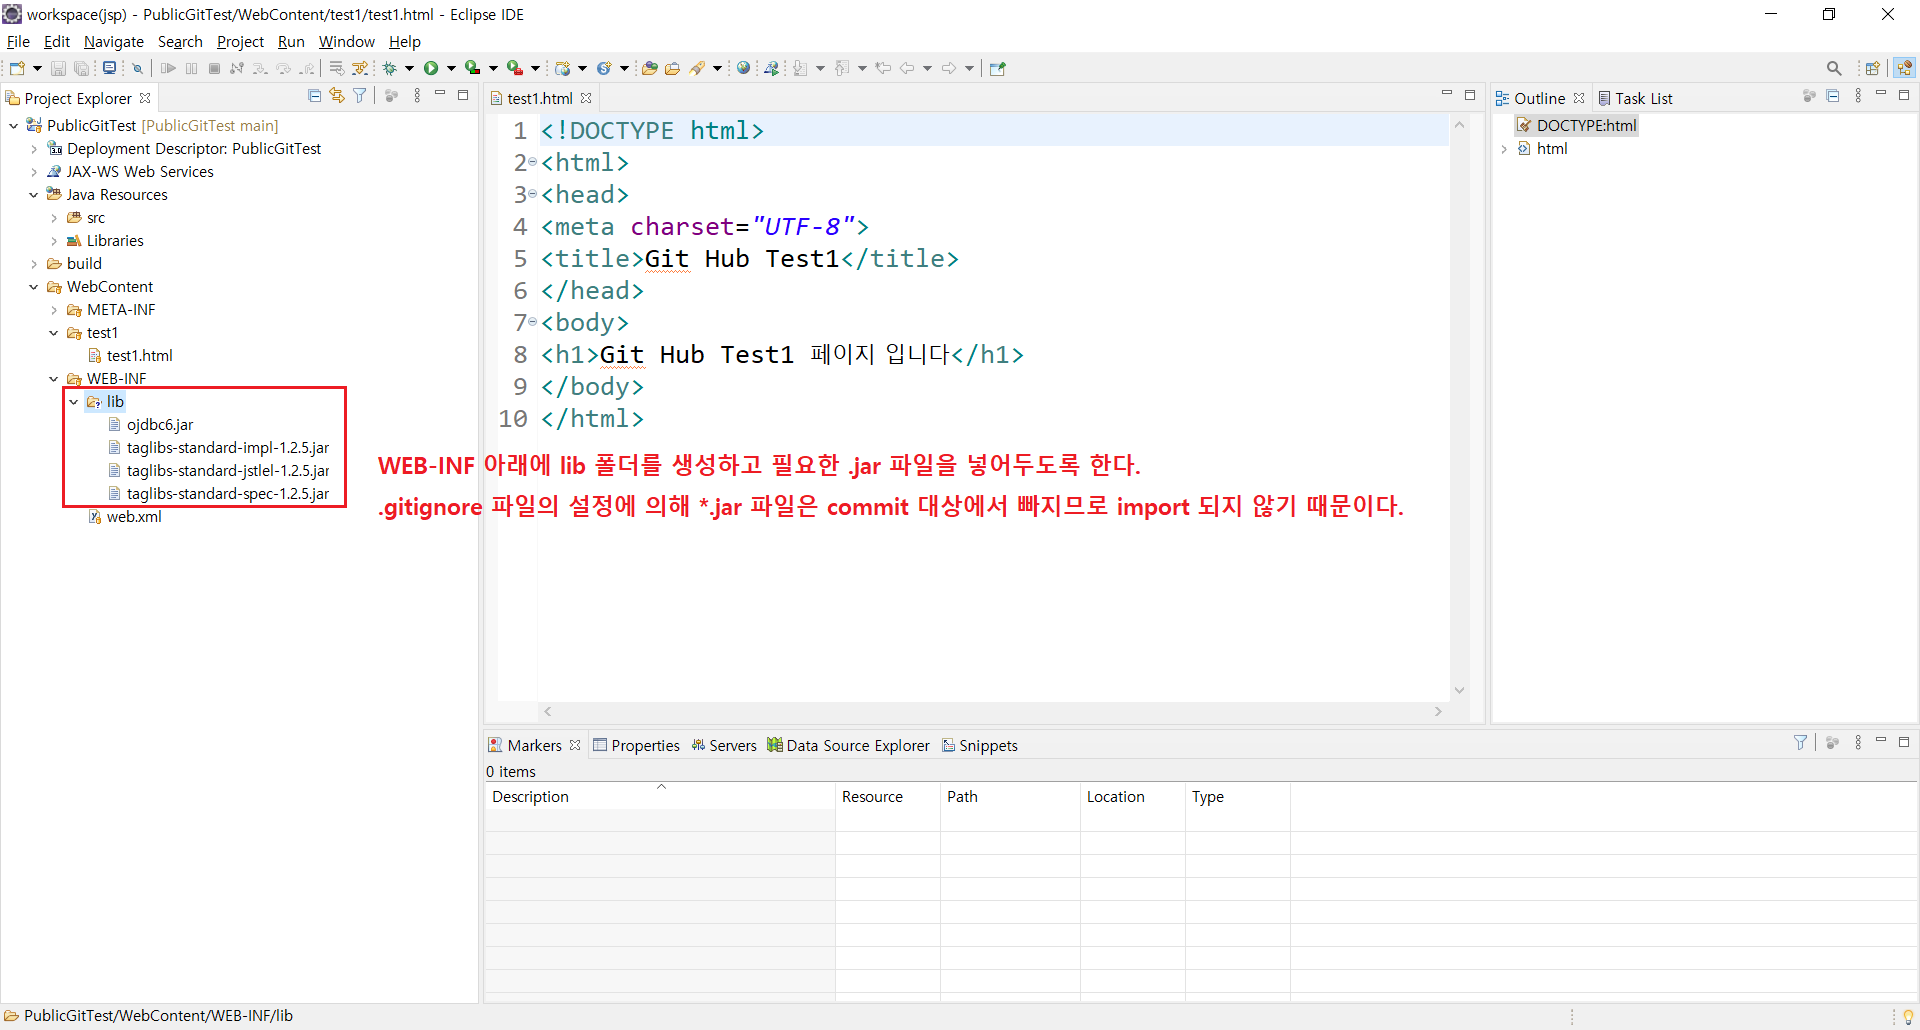 workspace(jsp) - PublicGitTest/WebContent/test1/test1.html - Eclipse IDE
File Edit Navigate Search Project Run Window Help
Project Explorer
PublicGitTest [PublicGitTest main]
Deployment Descriptor: PublicGitTest
JAX-WS Web Services
Java Resources
src
Libraries
build
WebContent
META-INF
test1
test1.html
WEB-INF
lib
ojdbc6.jar
taglibs-standard-impl-1.2.5.jar
taglibs-standard-jstlel-1.2.5.jar
taglibs-standard-spec-1.2.5.jar
web.xml
test1.html
1 <!DOCTYPE html>
2 <html>
3 <head>
4 <meta charset="UTF-8">
5 <title>Git Hub Test1</title>
6 </head>
7 <body>
8 <h1>Git Hub Test1 페이지 입니다</h1>
9 </body>
10 </html>
WEB-INF 아래에 lib 폴더를 생성하고 필요한 .jar 파일을 넣어두도록 한다.
.gitignore 파일의 설정에 의해 *.jar 파일은 commit 대상에서 빠지므로 import 되지 않기 때문이다.
Outline Task List
DOCTYPE:html
html
Markers Properties Servers Data Source Explorer Snippets
0 items
Description Resource Path Location Type
PublicGitTest/WebContent/WEB-INF/lib